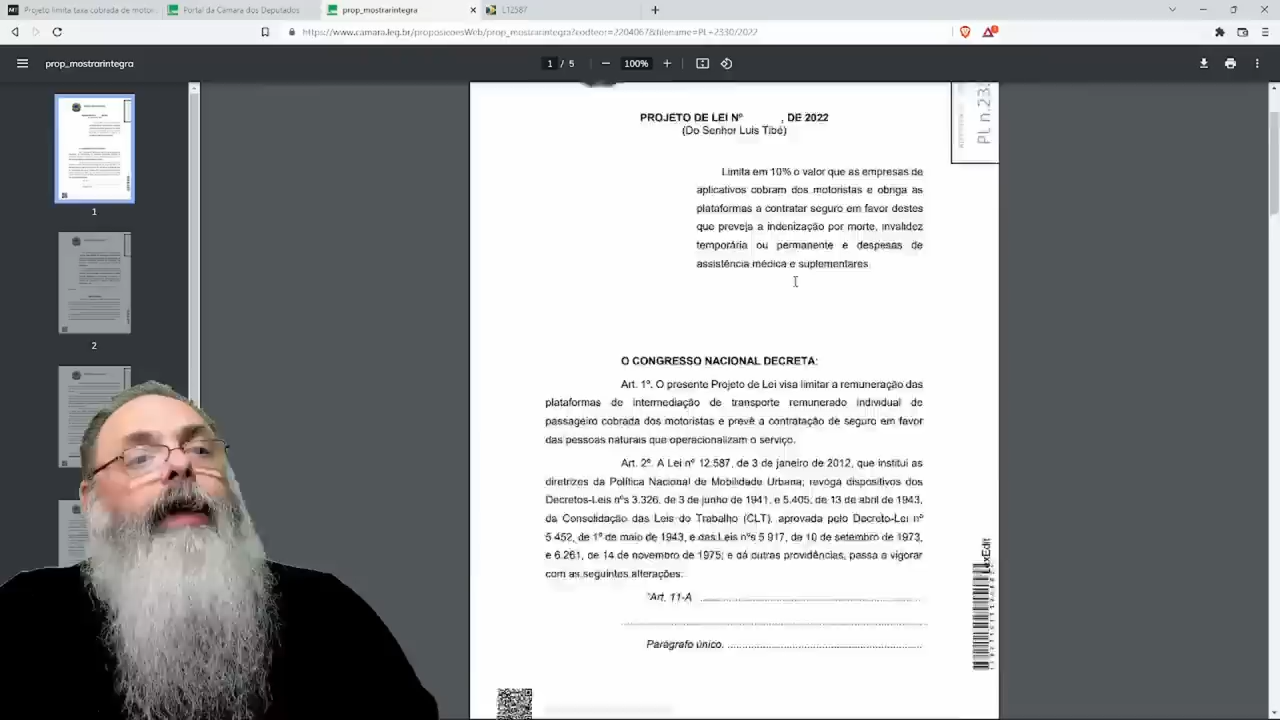 Projeto limita taxa cobrada de motor
Portal da Câmara dos Deputados
prop_mostrarintegra
L12587
https://www.camara.leg.br/proposicoesWeb/prop_mostrarintegra?codteor=2204067&filename=PL+2330/2022
prop_mostrarintegra
1 / 5
100%
PL n.23
PROJETO DE LEI Nº , DE 2022
(Do Senhor Luis Tibé)
Limita em 10% o valor que as empresas de
aplicativos cobram dos motoristas e obriga as
plataformas a contratar seguro em favor destes
que preveja a indenização por morte, invalidez
temporária ou permanente e despesas de
assistência médica e suplementares.
O CONGRESSO NACIONAL DECRETA:
Art. 1º. O presente Projeto de Lei visa limitar a remuneração das
plataformas de intermediação de transporte remunerado individual de
passageiro cobrada dos motoristas e prevê a contratação de seguro em favor
das pessoas naturais que operacionalizam o serviço.
Art. 2º. A Lei nº 12.587, de 3 de janeiro de 2012, que institui as
diretrizes da Política Nacional de Mobilidade Urbana; revoga dispositivos dos
Decretos-Leis nºs 3.326, de 3 de junho de 1941, e 5.405, de 13 de abril de 1943,
da Consolidação das Leis do Trabalho (CLT), aprovada pelo Decreto-Lei nº
5.452, de 1º de maio de 1943, e das Leis nºs 5.917, de 10 de setembro de 1973,
e 6.261, de 14 de novembro de 1975; e dá outras providências, passa a vigorar
com as seguintes alterações:
"Art. 11-A ........................................
........................................
Parágrafo único. ........................................
LexEdit
1
2